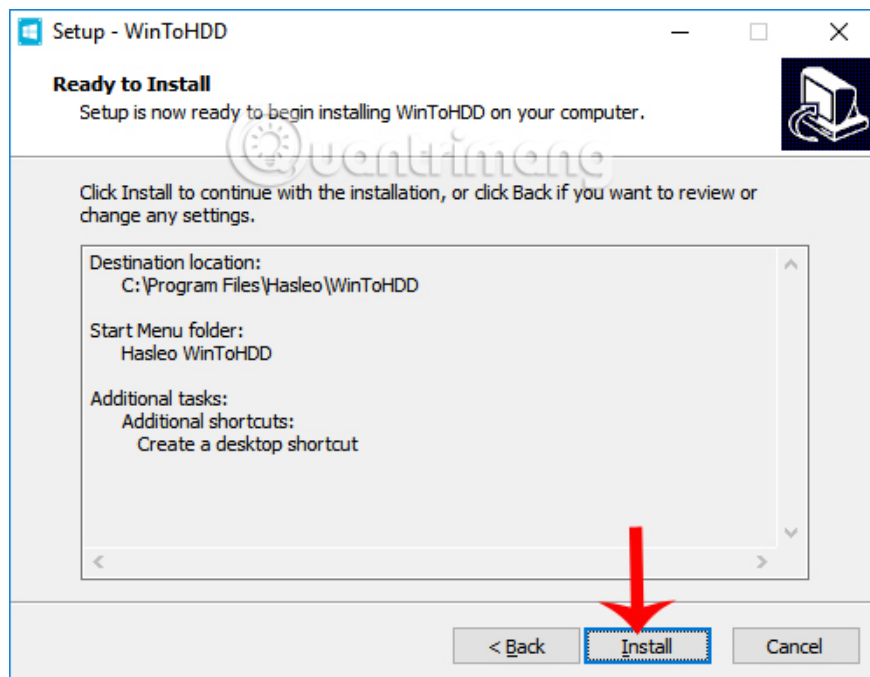 Setup - WinToHDD
Ready to Install
Setup is now ready to begin installing WinToHDD on your computer.
Quantrimang
Click Install to continue with the installation, or click Back if you want to review or
change any settings.
Destination location:
C:\Program Files\Hasleo\WinToHDD
Start Menu folder:
Hasleo WinToHDD
Additional tasks:
Additional shortcuts:
Create a desktop shortcut
< Back
Install
Cancel